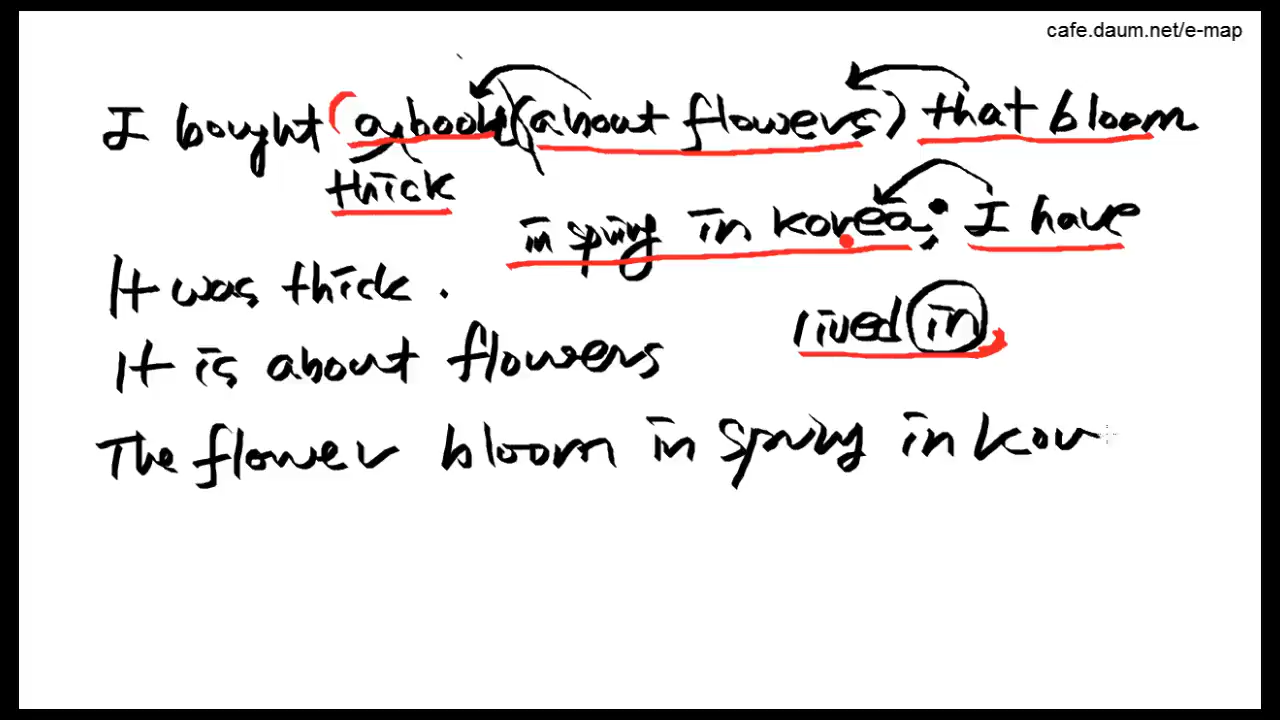 cafe.daum.net/e-map
I bought (a book (about flowers) that bloom
thick
in spring in korea; I have
lived in.
It was thick.
It is about flowers
The flower bloom in spring in kor